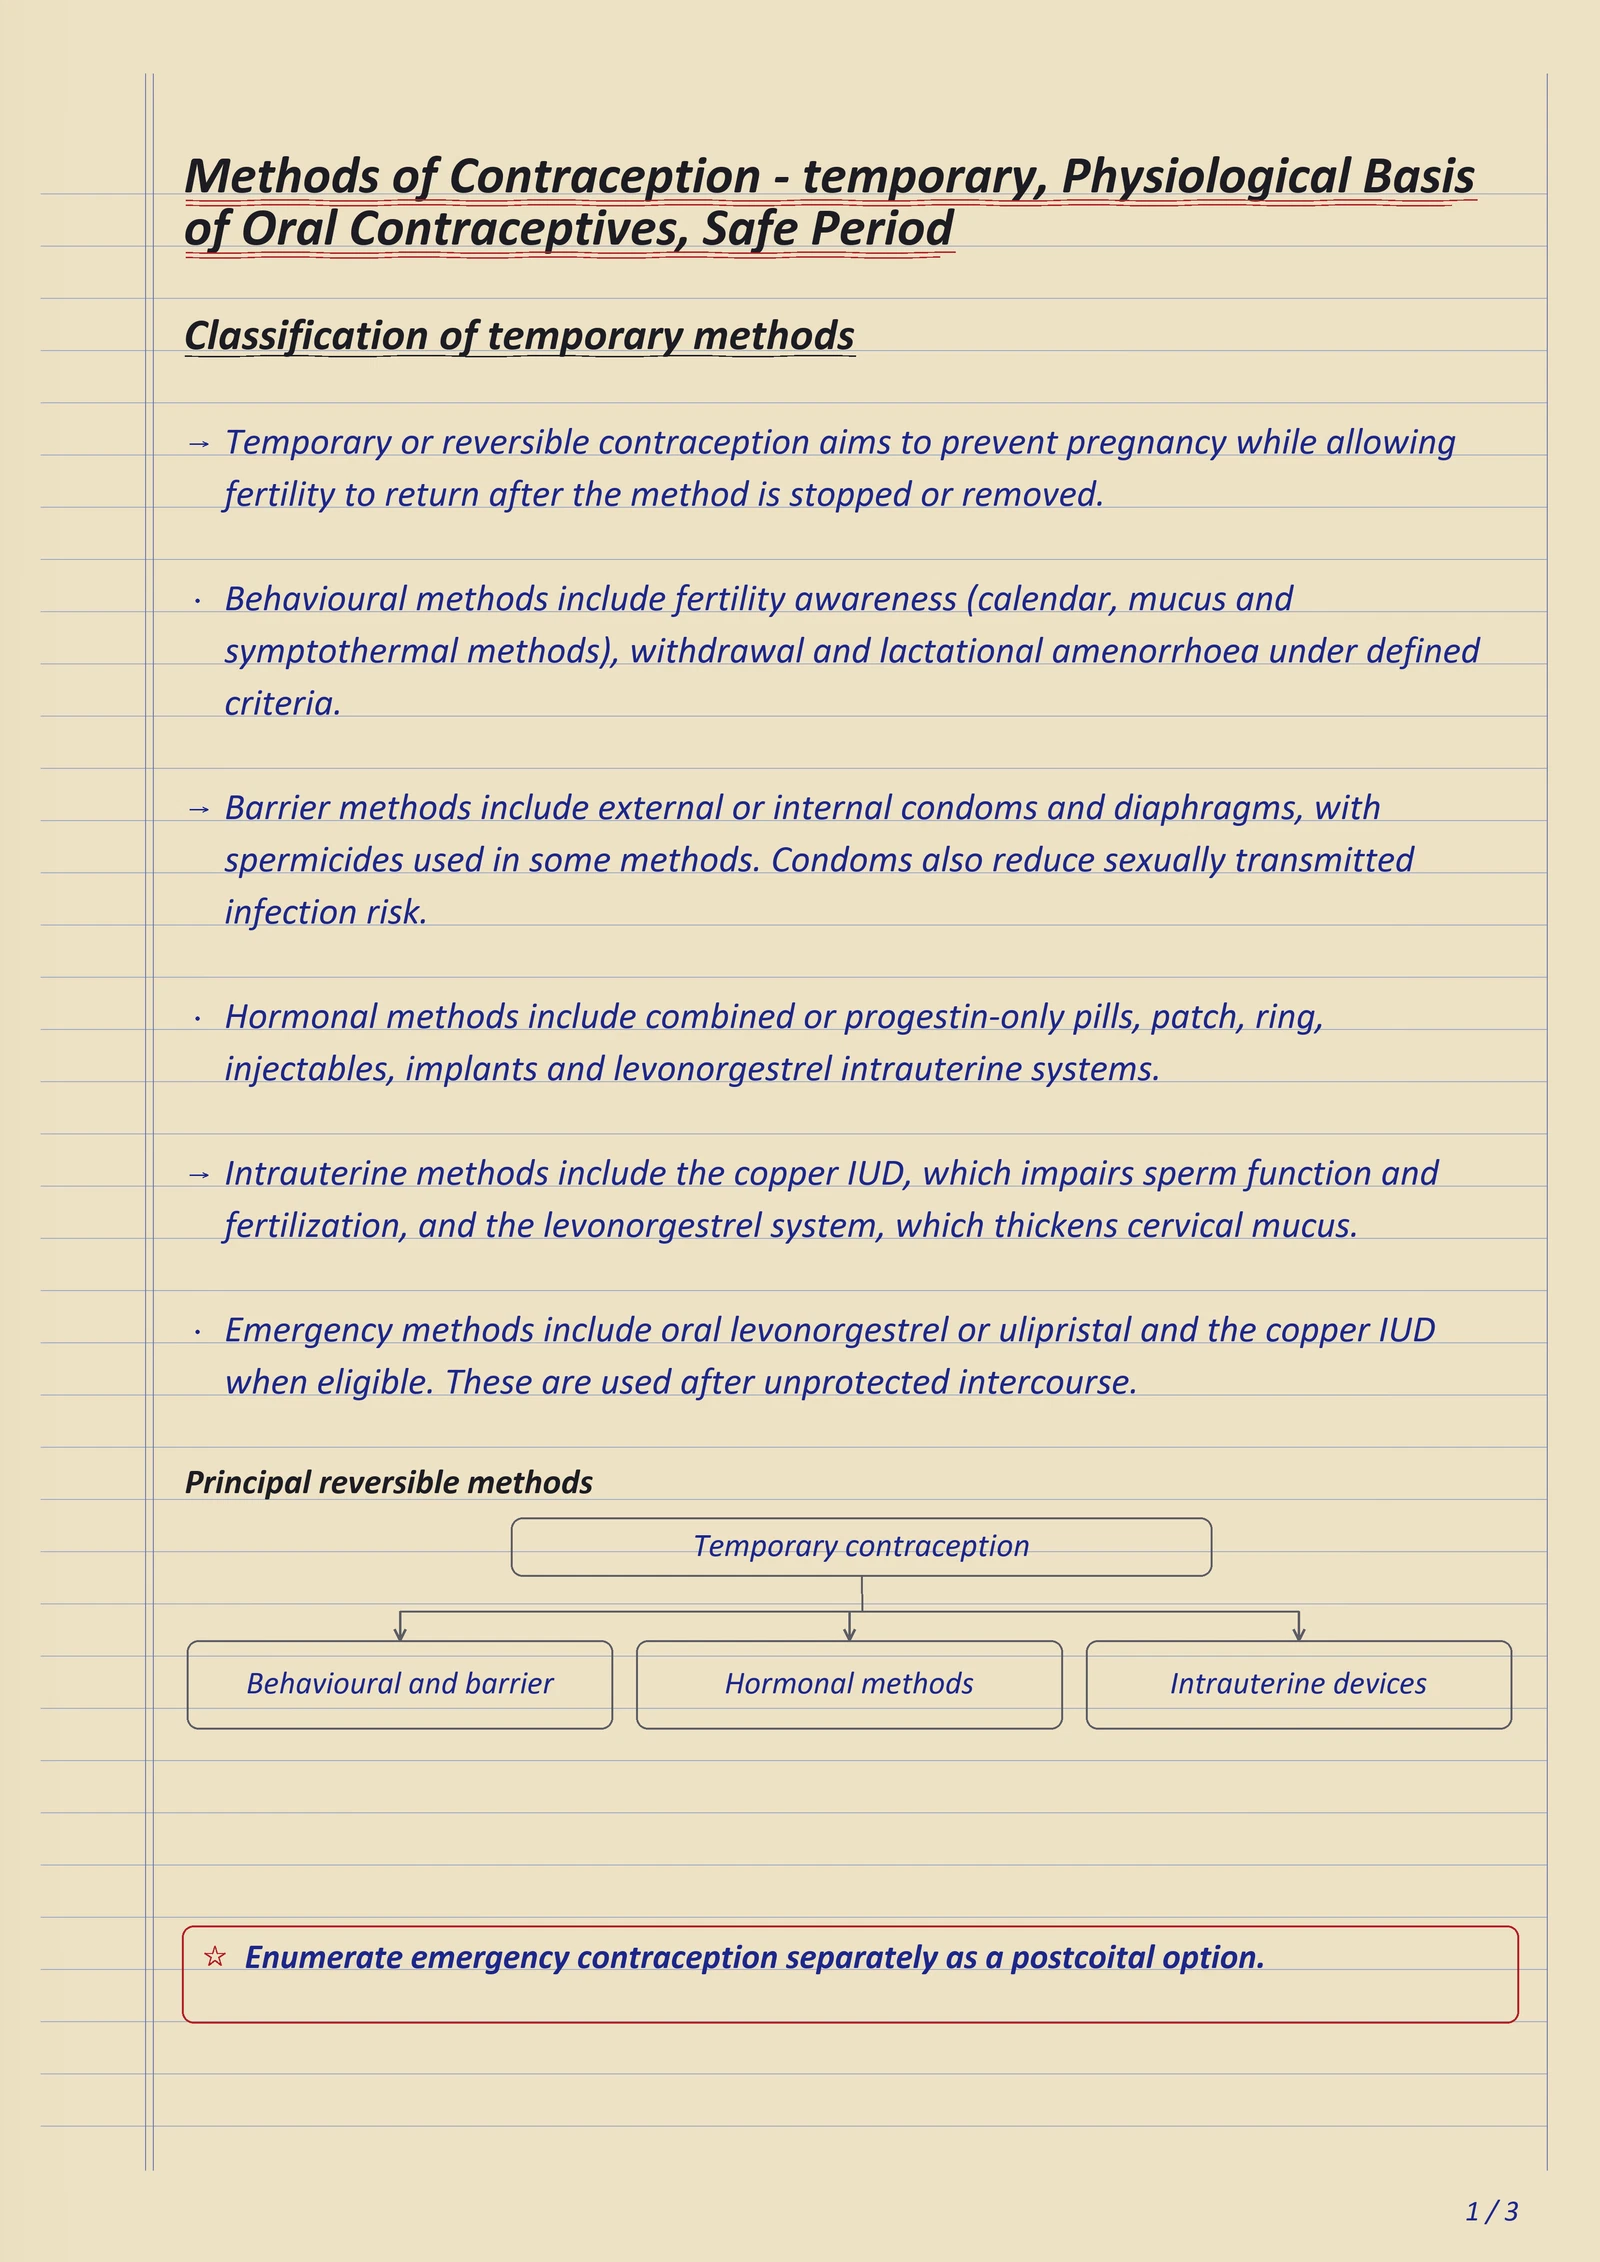 Methods of Contraception - temporary, Physiological Basis
of Oral Contraceptives, Safe Period
Classification of temporary methods
→ Temporary or reversible contraception aims to prevent pregnancy while allowing
fertility to return after the method is stopped or removed.
· Behavioural methods include fertility awareness (calendar, mucus and
symptothermal methods), withdrawal and lactational amenorrhoea under defined
criteria.
→ Barrier methods include external or internal condoms and diaphragms, with
spermicides used in some methods. Condoms also reduce sexually transmitted
infection risk.
· Hormonal methods include combined or progestin-only pills, patch, ring,
injectables, implants and levonorgestrel intrauterine systems.
→ Intrauterine methods include the copper IUD, which impairs sperm function and
fertilization, and the levonorgestrel system, which thickens cervical mucus.
· Emergency methods include oral levonorgestrel or ulipristal and the copper IUD
when eligible. These are used after unprotected intercourse.
Principal reversible methods
Temporary contraception
Behavioural and barrier
Hormonal methods
Intrauterine devices
☆ Enumerate emergency contraception separately as a postcoital option.
1 / 3